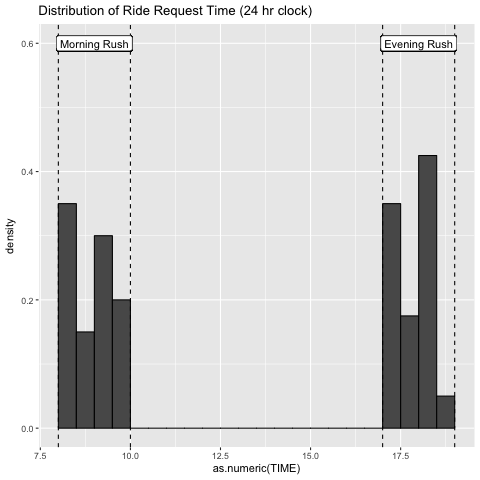 Distribution of Ride Request Time (24 hr clock)
0.6
Morning Rush
Evening Rush
0.4
density
0.2
0.0
7.5 10.0 12.5 15.0 17.5
as.numeric(TIME)